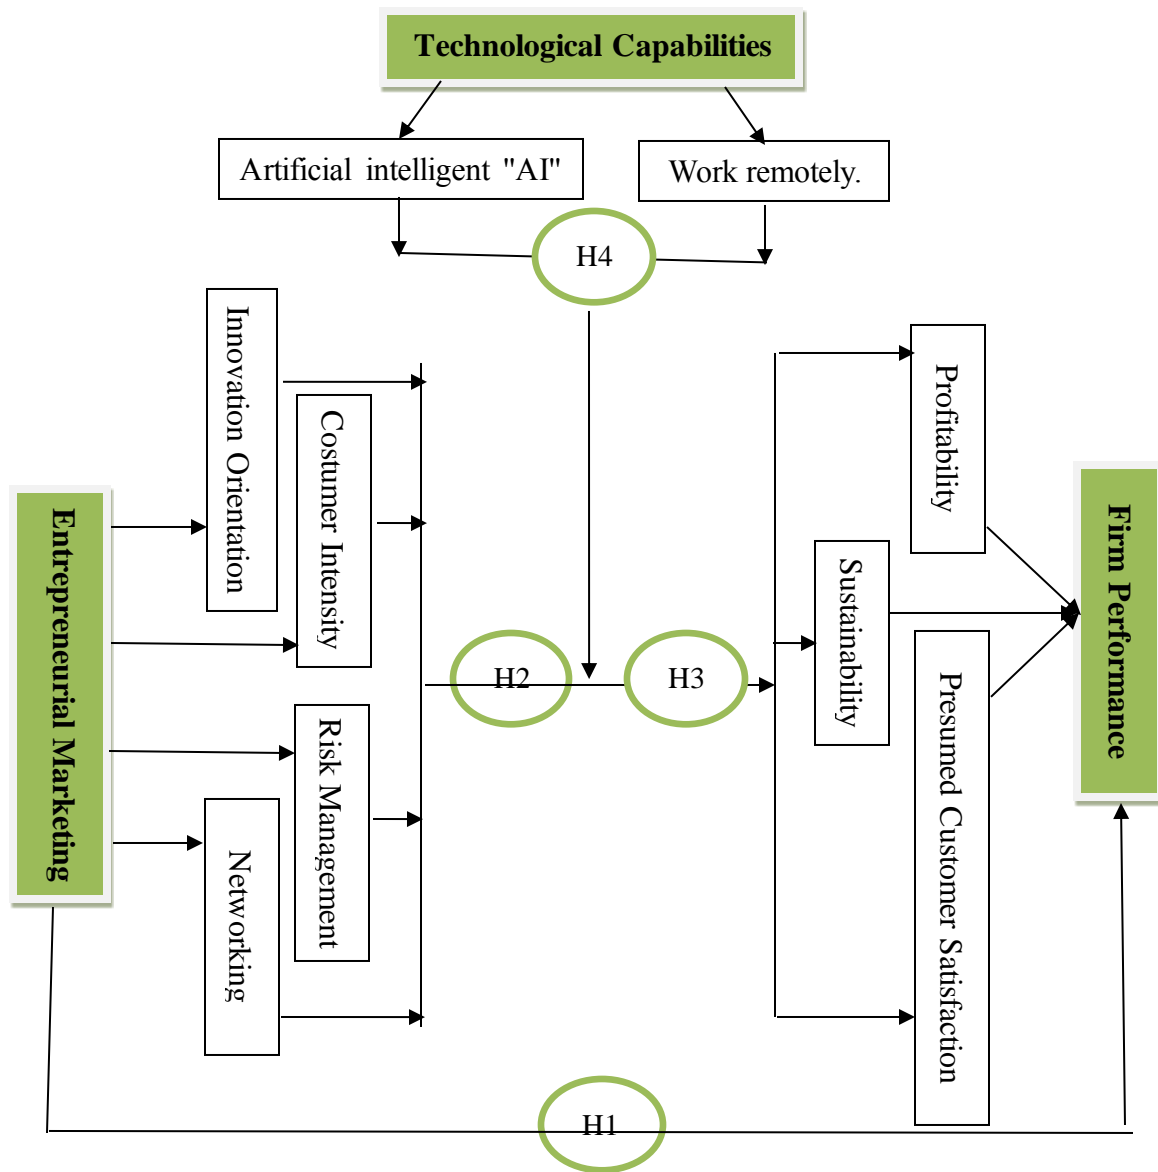 Technological Capabilities
Artificial intelligent "AI"
Work remotely.
H4
Innovation Orientation
Costumer Intensity
Profitability
Entrepreneurial Marketing
Firm Performance
Sustainability
Presumed Customer Satisfaction
H2
H3
Risk Management
Networking
H1